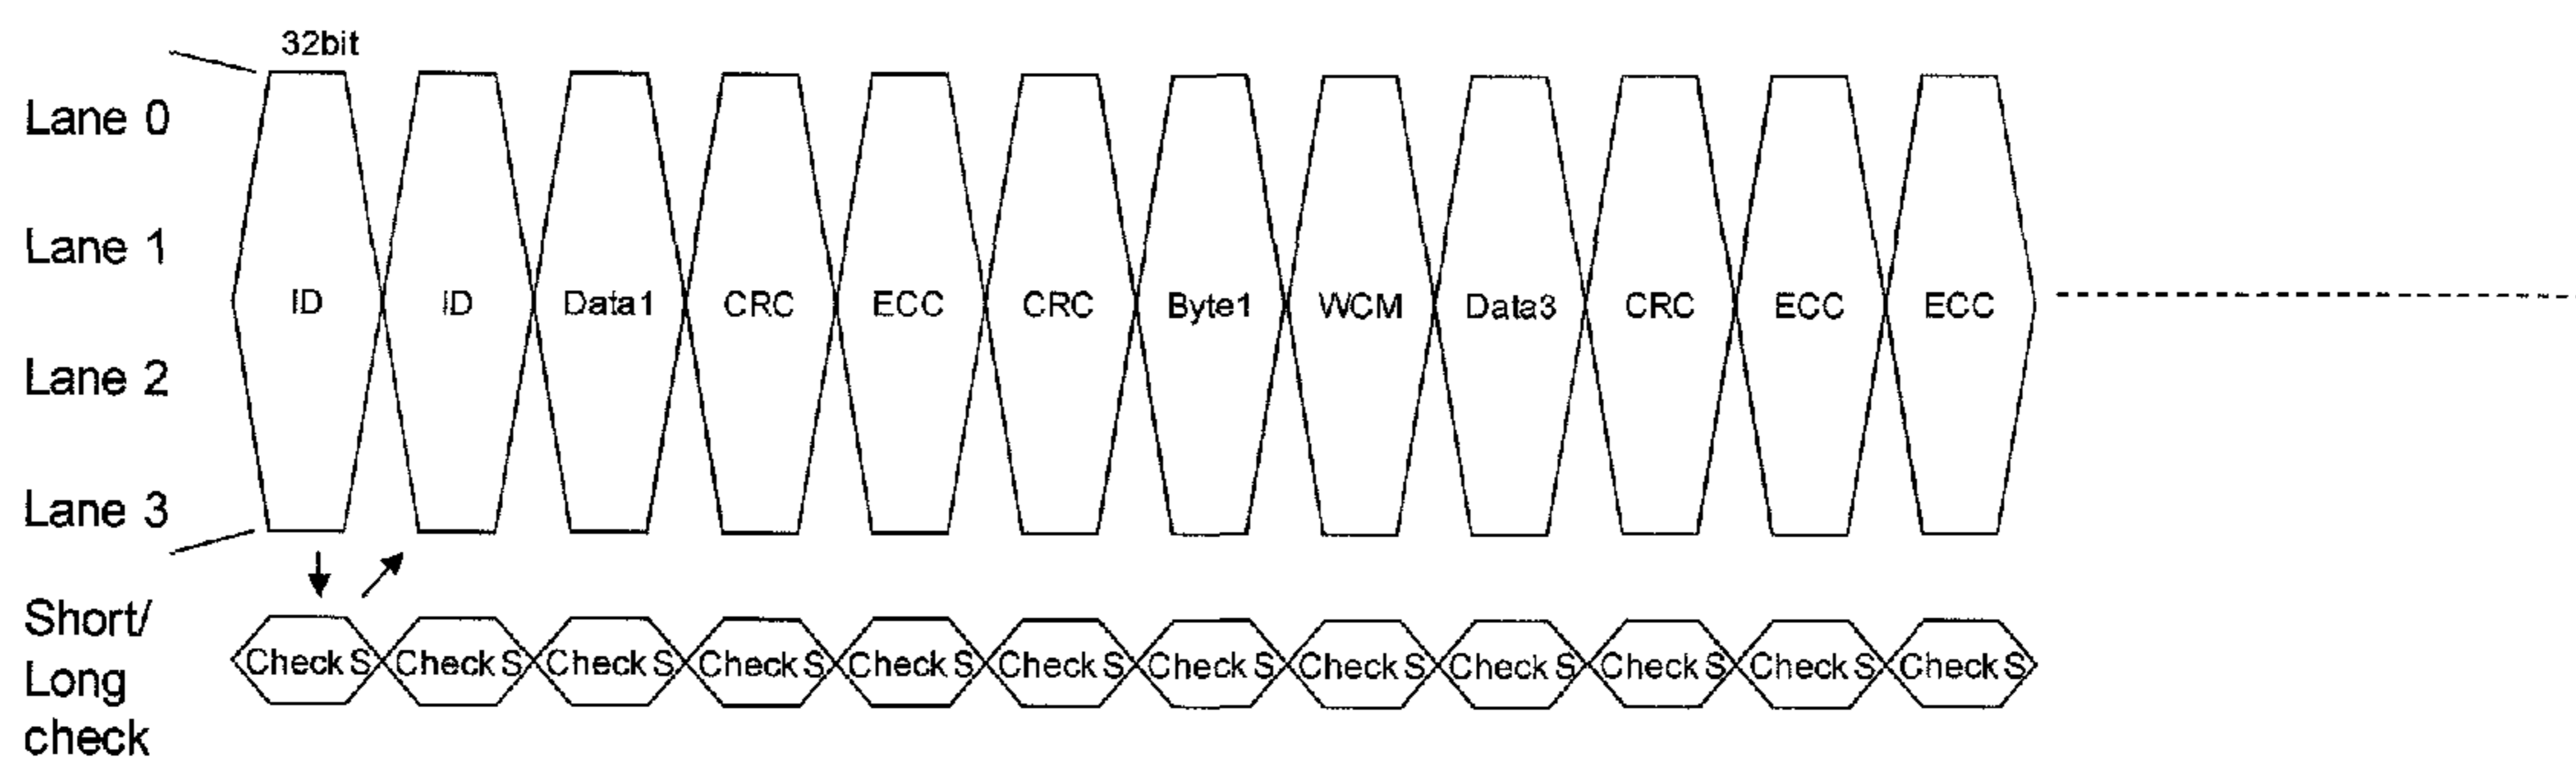 32bit
Lane 0
Lane 1
ID ID Data1 CRC ECC CRC Byte1 WCM Data3 CRC ECC ECC
Lane 2
Lane 3
Short/
Long
check
Check S Check S Check S Check S Check S Check S Check S Check S Check S Check S Check S Check S